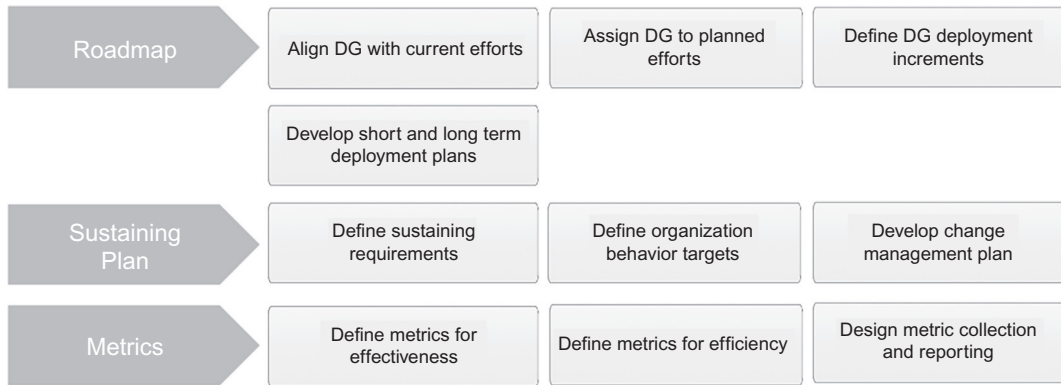 Roadmap
Align DG with current efforts
Assign DG to planned
efforts
Define DG deployment
increments
Develop short and long term
deployment plans
Sustaining
Plan
Define sustaining
requirements
Define organization
behavior targets
Develop change
management plan
Metrics
Define metrics for
effectiveness
Define metrics for efficiency
Design metric collection
and reporting